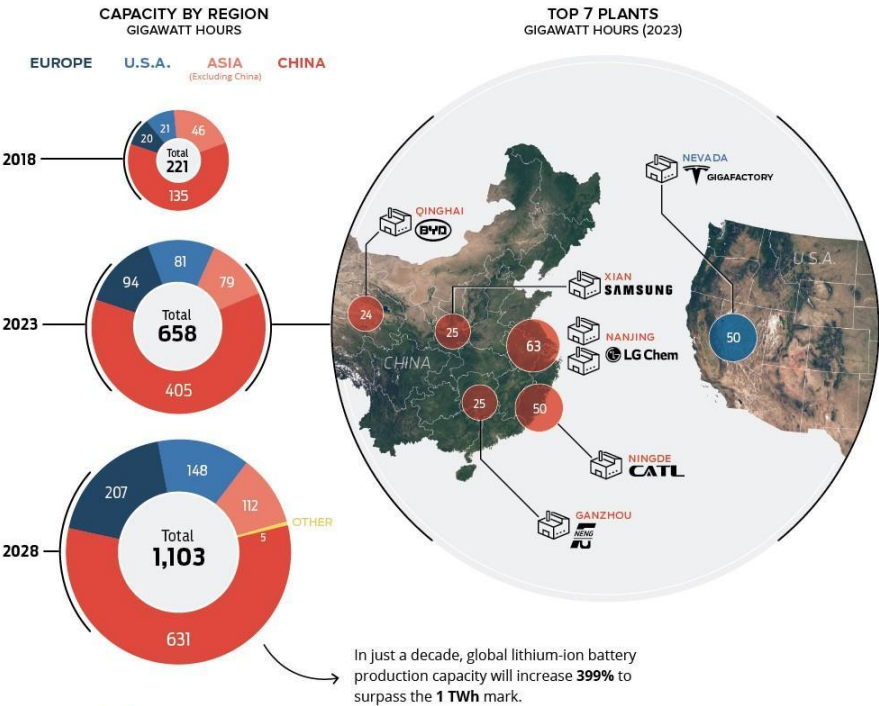 CAPACITY BY REGION
GIGAWATT HOURS
EUROPE U.S.A. ASIA CHINA
(Excluding China)
2018
20
21
46
Total
221
135
2023
94
81
79
Total
658
405
2028
207
148
112
OTHER
5
Total
1,103
631
TOP 7 PLANTS
GIGAWATT HOURS (2023)
NEVADA
GIGAFACTORY
QINGHAI
BYD
U.S.A.
XIAN
SAMSUNG
24
25
NANJING
LG Chem
63
50
CHINA
25
50
NINGDE
CATL
GANZHOU
NENG
In just a decade, global lithium-ion battery
production capacity will increase 399% to
surpass the 1 TWh mark.